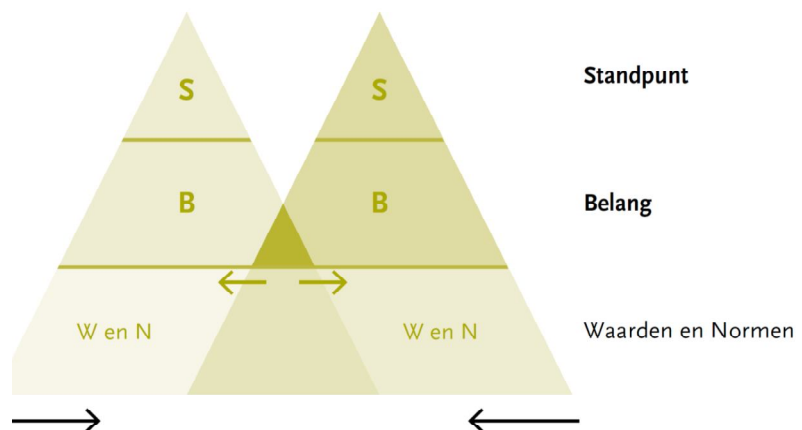 S
S
Standpunt
B
B
Belang
W en N
W en N
Waarden en Normen